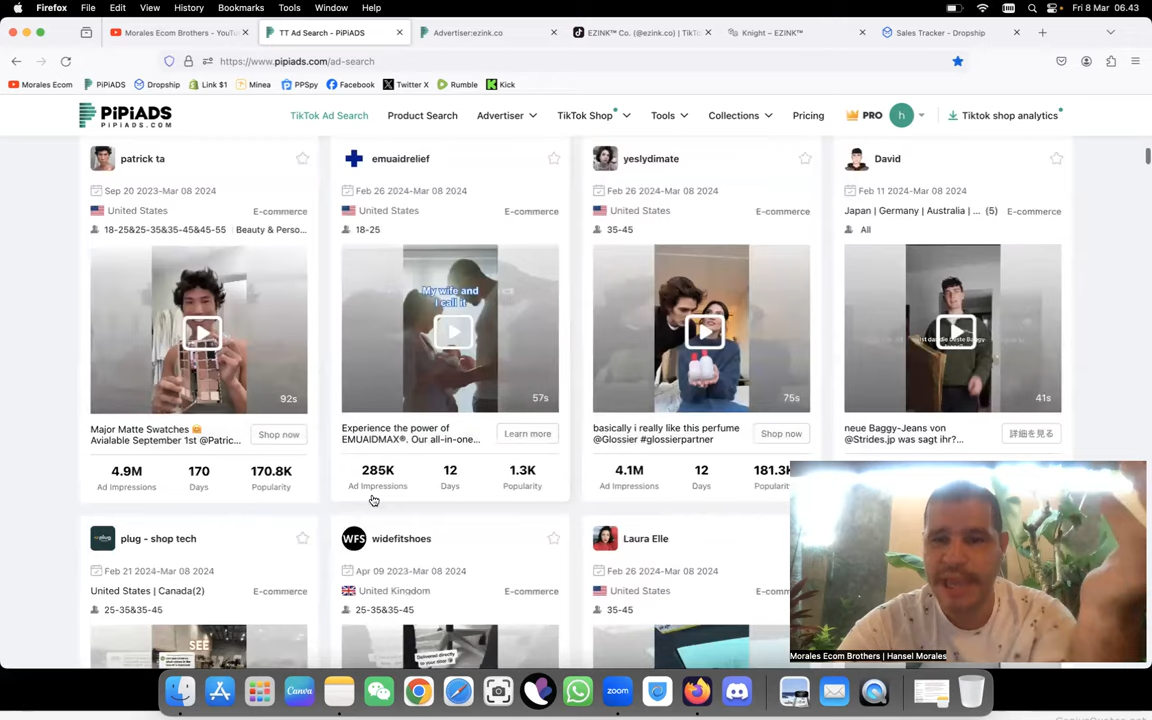 Firefox File Edit View History Bookmarks Tools Window Help Fri 8 Mar 06.43
Morales Ecom Brothers - YouTu
TT Ad Search - PiPiADS
Advertiser:ezink.co
EZINK™ Co. (@ezink.co) | TikT
Knight – EZINK™
Sales Tracker - Dropship
https://www.pipiads.com/ad-search
Morales Ecom PiPiADS Dropship Link $1 Minea PPSpy Facebook Twitter X Rumble Kick
PiPiADS
PIPIADS.COM
TikTok Ad Search Product Search Advertiser TikTok Shop Tools Collections Pricing PRO h Tiktok shop analytics
patrick ta
Sep 20 2023-Mar 08 2024
United States E-commerce
18-25&25-35&35-45&45-55 Beauty & Perso...
92s
Major Matte Swatches
Avialable September 1st @Patric...
Shop now
4.9M 170 170.8K
Ad Impressions Days Popularity
emuaidrelief
Feb 26 2024-Mar 08 2024
United States E-commerce
18-25
My wife and
I call it
57s
Experience the power of
EMUAIDMAX®. Our all-in-one...
Learn more
285K 12 1.3K
Ad Impressions Days Popularity
yeslydimate
Feb 26 2024-Mar 08 2024
United States E-commerce
35-45
75s
basically i really like this perfume
@Glossier #glossierpartner
Shop now
4.1M 12 181.3K
Ad Impressions Days Popularity
David
Feb 11 2024-Mar 08 2024
Japan | Germany | Australia | ... (5) E-commerce
All
41s
neue Baggy-Jeans von
@Strides.jp was sagt ihr?...
詳細を見る
plug - shop tech
Feb 21 2024-Mar 08 2024
United States | Canada(2) E-commerce
25-35&35-45
SEE
WFS
widefitshoes
Apr 09 2023-Mar 08 2024
United Kingdom E-commerce
25-35&35-45
Delivered directly
Laura Elle
Feb 26 2024-Mar 08 2024
United States
35-45
Morales Ecom Brothers | Hansel Morales
Canva
zoom